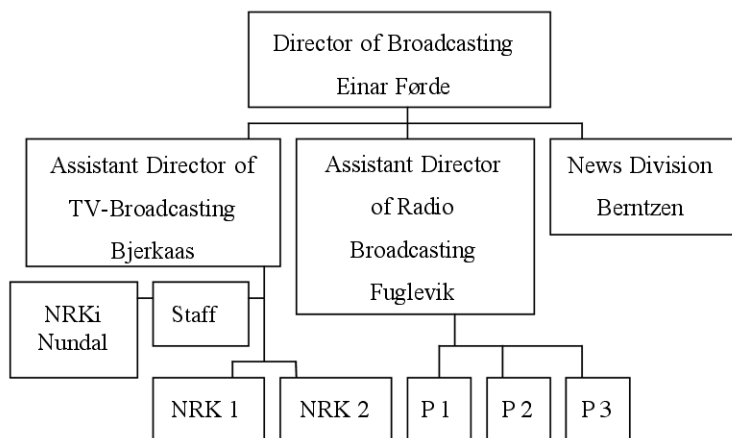 Director of Broadcasting
Einar Førde
Assistant Director of
TV-Broadcasting
Bjerkaas
Assistant Director
of Radio
Broadcasting
Fuglevik
News Division
Berntzen
NRKi
Nundal
Staff
NRK 1
NRK 2
P 1
P 2
P 3